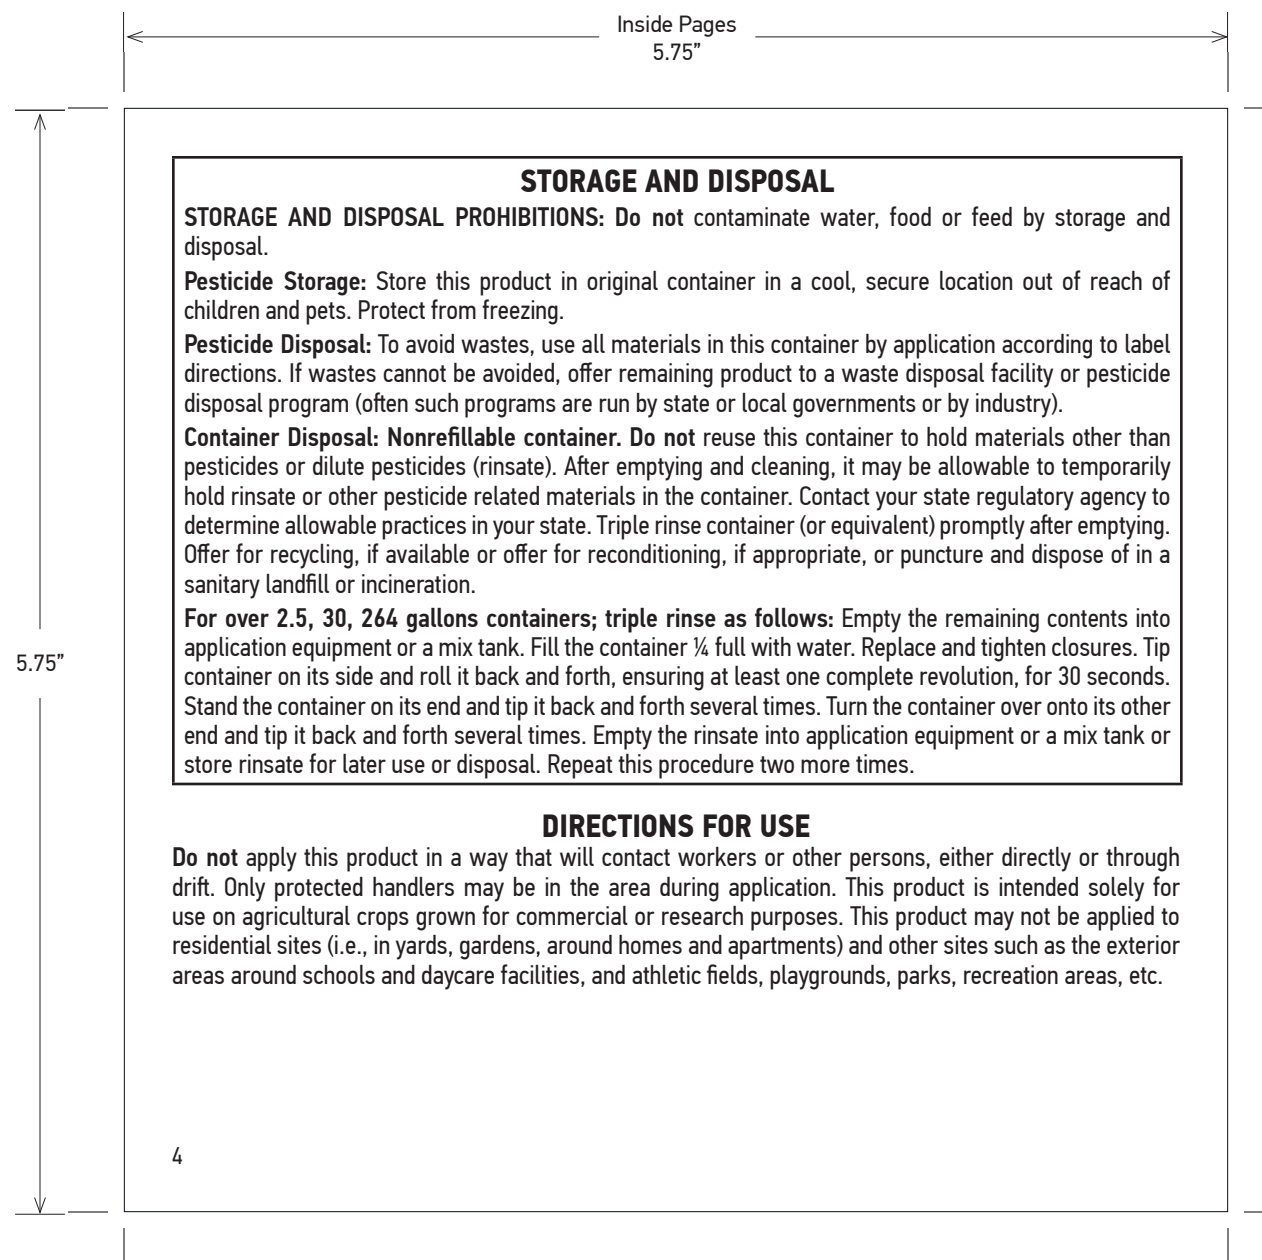 Inside Pages
5.75”
5.75”
STORAGE AND DISPOSAL
STORAGE AND DISPOSAL PROHIBITIONS: Do not contaminate water, food or feed by storage and
disposal.
Pesticide Storage: Store this product in original container in a cool, secure location out of reach of
children and pets. Protect from freezing.
Pesticide Disposal: To avoid wastes, use all materials in this container by application according to label
directions. If wastes cannot be avoided, offer remaining product to a waste disposal facility or pesticide
disposal program (often such programs are run by state or local governments or by industry).
Container Disposal: Nonrefillable container. Do not reuse this container to hold materials other than
pesticides or dilute pesticides (rinsate). After emptying and cleaning, it may be allowable to temporarily
hold rinsate or other pesticide related materials in the container. Contact your state regulatory agency to
determine allowable practices in your state. Triple rinse container (or equivalent) promptly after emptying.
Offer for recycling, if available or offer for reconditioning, if appropriate, or puncture and dispose of in a
sanitary landfill or incineration.
For over 2.5, 30, 264 gallons containers; triple rinse as follows: Empty the remaining contents into
application equipment or a mix tank. Fill the container ¼ full with water. Replace and tighten closures. Tip
container on its side and roll it back and forth, ensuring at least one complete revolution, for 30 seconds.
Stand the container on its end and tip it back and forth several times. Turn the container over onto its other
end and tip it back and forth several times. Empty the rinsate into application equipment or a mix tank or
store rinsate for later use or disposal. Repeat this procedure two more times.
DIRECTIONS FOR USE
Do not apply this product in a way that will contact workers or other persons, either directly or through
drift. Only protected handlers may be in the area during application. This product is intended solely for
use on agricultural crops grown for commercial or research purposes. This product may not be applied to
residential sites (i.e., in yards, gardens, around homes and apartments) and other sites such as the exterior
areas around schools and daycare facilities, and athletic fields, playgrounds, parks, recreation areas, etc.
4